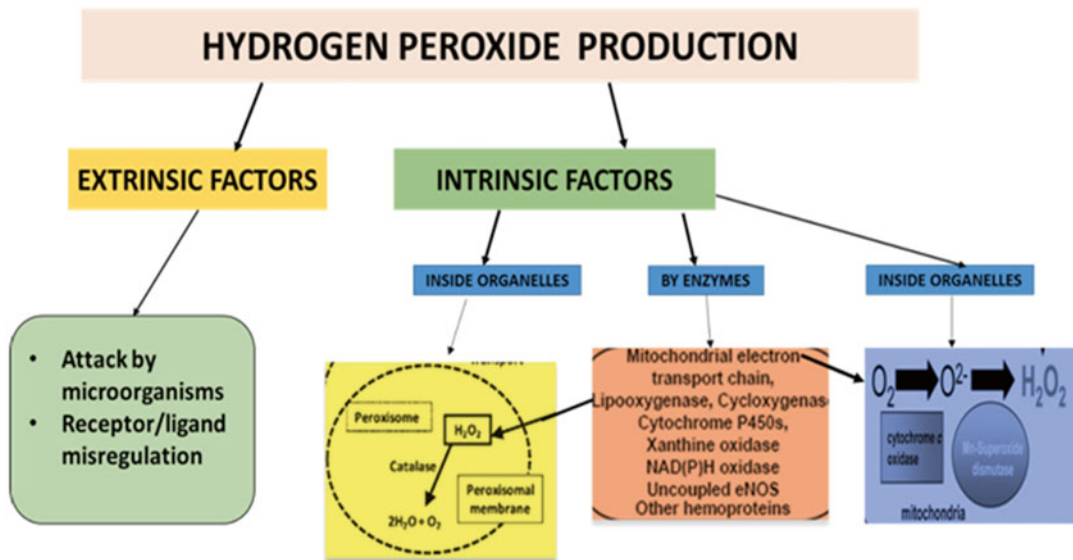 HYDROGEN PEROXIDE PRODUCTION
EXTRINSIC FACTORS
INTRINSIC FACTORS
INSIDE ORGANELLES
BY ENZYMES
INSIDE ORGANELLES
• Attack by
microorganisms
• Receptor/ligand
misregulation
Peroxisome
H₂O₂
Catalase
Peroxisomal
membrane
2H₂O + O₂
Mitochondrial electron
transport chain,
Lipooxygenase, Cycloxygenase
Cytochrome P450s,
Xanthine oxidase
NAD(P)H oxidase
Uncoupled eNOS
Other hemoproteins
O₂ O²⁻ H₂O₂
cytochrome c
oxidase
Mn-Superoxide
dismutase
mitochondria